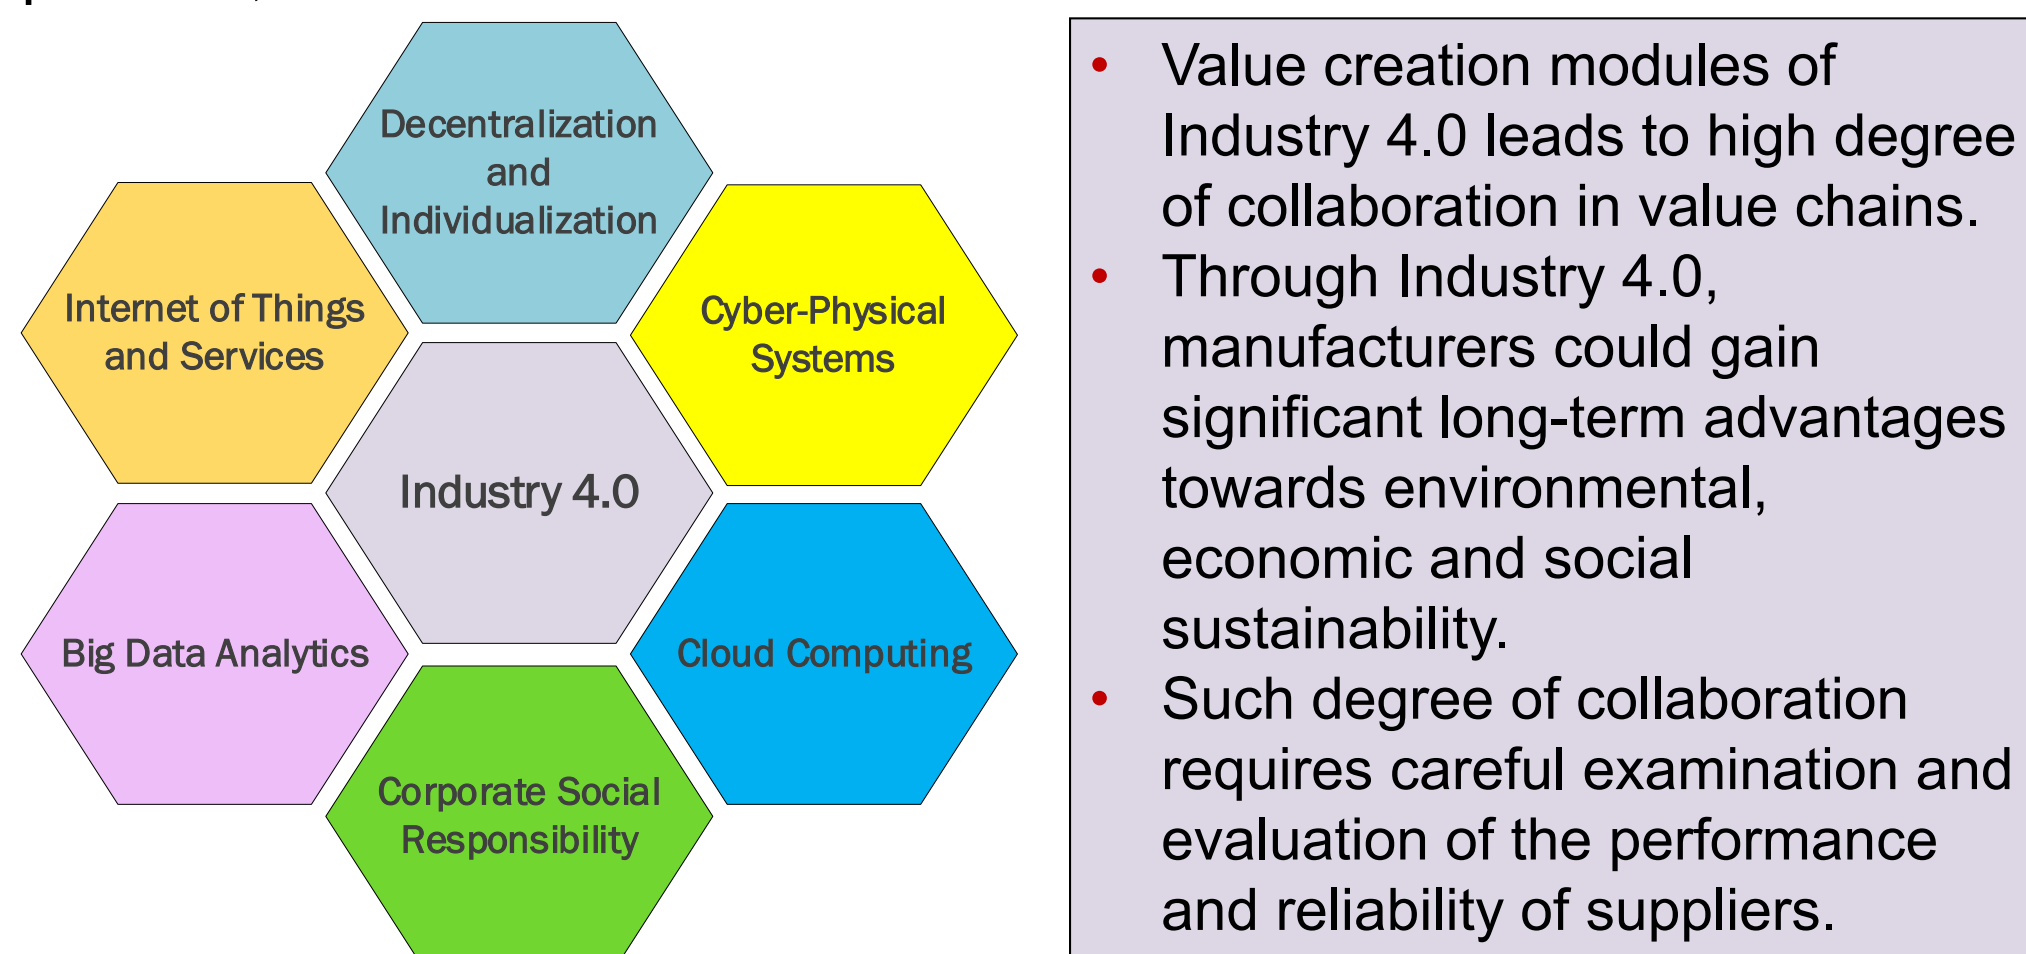 Decentralization
and
Individualization
Internet of Things
and Services
Cyber-Physical
Systems
Industry 4.0
Big Data Analytics
Cloud Computing
Corporate Social
Responsibility
• Value creation modules of
Industry 4.0 leads to high degree
of collaboration in value chains.
• Through Industry 4.0,
manufacturers could gain
significant long-term advantages
towards environmental,
economic and social
sustainability.
• Such degree of collaboration
requires careful examination and
evaluation of the performance
and reliability of suppliers.